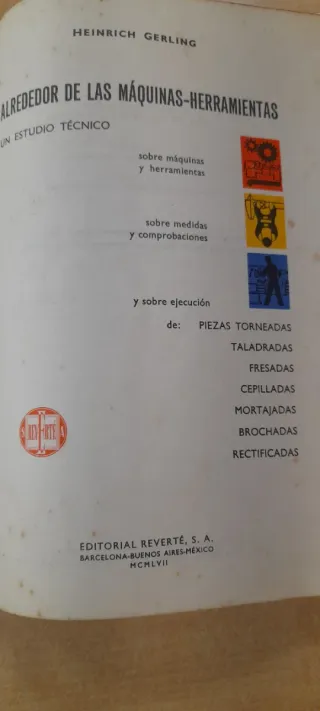 HEINRICH GERLING
ALREDEDOR DE LAS MÁQUINAS-HERRAMIENTAS
UN ESTUDIO TÉCNICO
sobre máquinas
y herramientas
sobre medidas
y comprobaciones
y sobre ejecución
de: PIEZAS TORNEADAS
TALADRADAS
FRESADAS
CEPILLADAS
MORTAJADAS
BROCHADAS
RECTIFICADAS
REVERTÉ
S A
EDITORIAL REVERTÉ, S. A.
BARCELONA-BUENOS AIRES-MÉXICO
MCMLVII